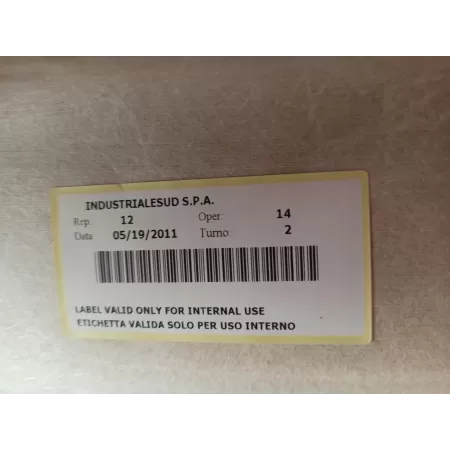 INDUSTRIALESUD S.P.A.
Rep. 12 Oper: 14
Data: 05/19/2011 Turno: 2
LABEL VALID ONLY FOR INTERNAL USE
ETICHETTA VALIDA SOLO PER USO INTERNO